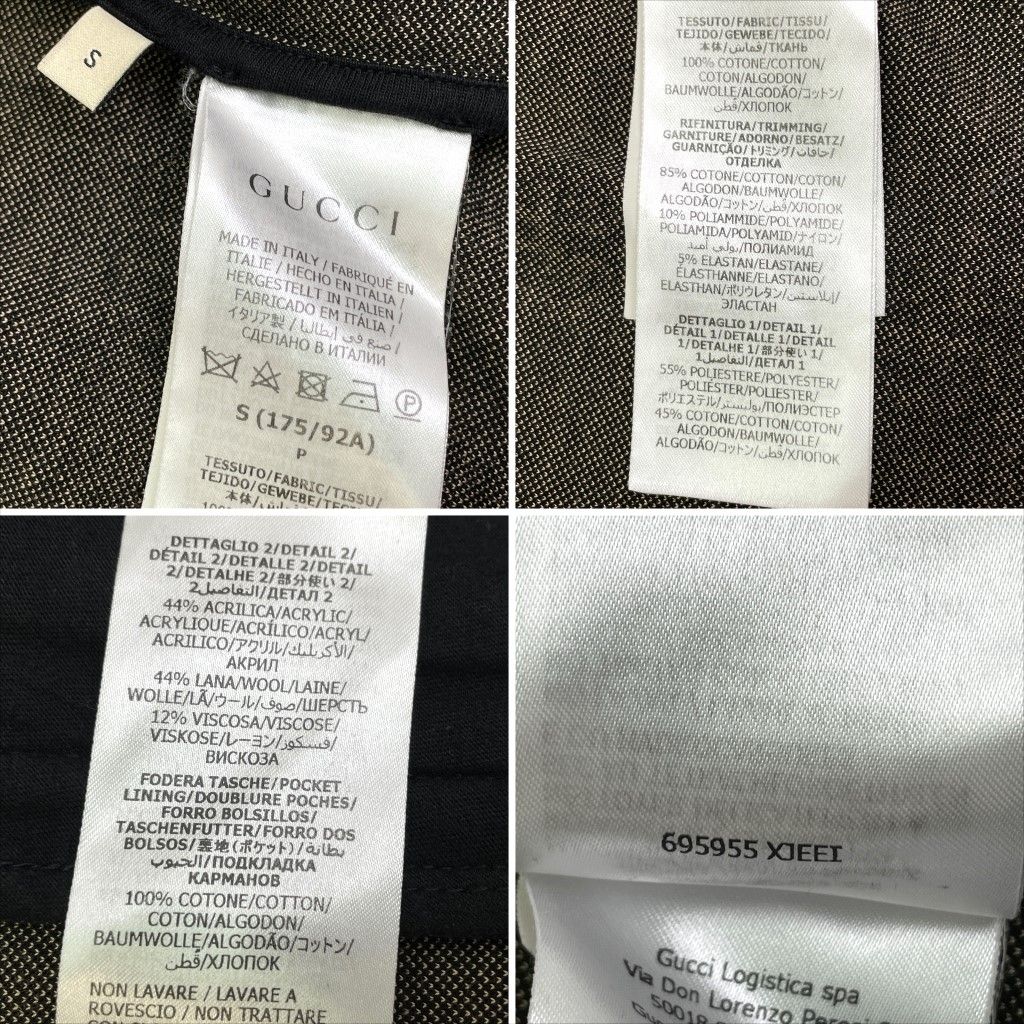 S
GUCCI
MADE IN ITALY / FABRIQUÉ EN
ITALIE / HECHO EN ITALIA /
HERGESTELLT IN ITALIEN /
FABRICADO EM ITÁLIA /
イタリア製 / صنع في إيطاليا /
СДЕЛАНО В ИТАЛИИ
P
S (175/92A)
P
TESSUTO/FABRIC/TISSU/
TEJIDO/GEWEBE/TECIDO/
TESSUTO/FABRIC/TISSU/
TEJIDO/GEWEBE/TECIDO/
本体/قماش/ТКАНЬ
100% COTONE/COTTON/
COTON/ALGODON/
BAUMWOLLE/ALGODÃO/コットン/
قطن/ХЛОПОК
RIFINITURA/TRIMMING/
GARNITURE/ADORNO/BESATZ/
GUARNIÇÃO/トリミング/حافات/
ОТДЕЛКА
85% COTONE/COTTON/COTON/
ALGODON/BAUMWOLLE/
ALGODÃO/コットン/قطن/ХЛОПОК
10% POLIAMMIDE/POLYAMIDE/
POLIAMIDA/POLYAMID/ナイロン/
بولي أميد/ПОЛИАМИД
5% ELASTAN/ELASTANE/
ELASTHANNE/ELASTANO/
ELASTHAN/ポリウレタン/إيلاستين/
ЭЛАСТАН
DETTAGLIO 1/DETAIL 1/
DÉTAIL 1/DETALLE 1/DETAIL
1/DETALHE 1/部分使い 1/
التفاصيل1/ДЕТАЛ 1
55% POLIESTERE/POLYESTER/
POLIÉSTER/POLIESTER/
ポリエステル/بوليستر/ПОЛИЭСТЕР
45% COTONE/COTTON/COTON/
ALGODON/BAUMWOLLE/
ALGODÃO/コットン/قطن/ХЛОПОК
DETTAGLIO 2/DETAIL 2/
DÉTAIL 2/DETALLE 2/DETAIL
2/DETALHE 2/部分使い 2/
التفاصيل2/ДЕТАЛ 2
44% ACRILICA/ACRYLIC/
ACRYLIQUE/ACRÍLICO/ACRYL/
ACRILICO/アクリル/الأكريليك/
АКРИЛ
44% LANA/WOOL/LAINE/
WOLLE/LÃ/ウール/صوف/ШЕРСТЬ
12% VISCOSA/VISCOSE/
VISKOSE/レーヨン/فسكوز/
ВИСКОЗА
FODERA TASCHE/POCKET
LINING/DOUBLURE POCHES/
FORRO BOLSILLOS/
TASCHENFUTTER/FORRO DOS
BOLSOS/裏地(ポケット)/بطانة
الجيوب/ПОДКЛАДКА
КАРМАНОВ
100% COTONE/COTTON/
COTON/ALGODON/
BAUMWOLLE/ALGODÃO/コットン/
قطن/ХЛОПОК
NON LAVARE / LAVARE A
ROVESCIO / NON TRATTARE
695955 XJEEI
Gucci Logistica spa
Via Don Lorenzo
50018